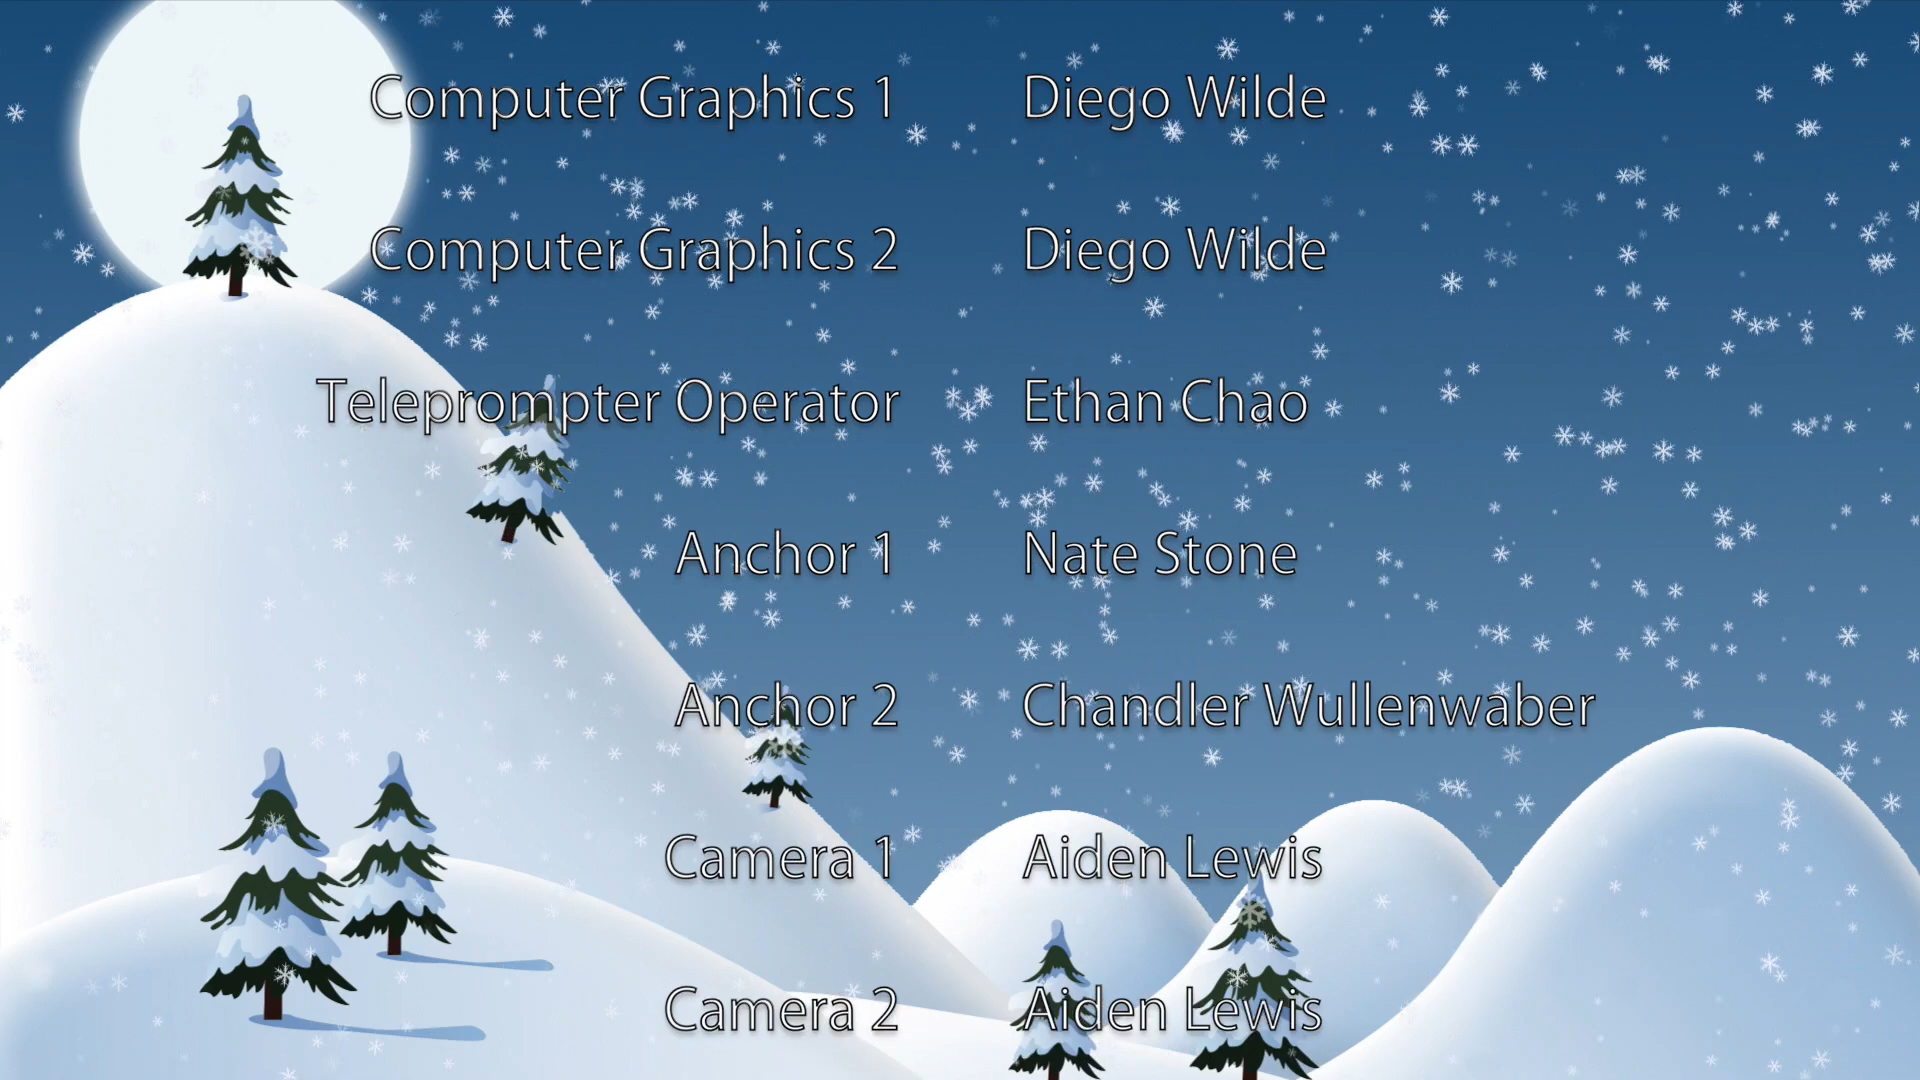 Computer Graphics 1 Diego Wilde
Computer Graphics 2 Diego Wilde
Teleprompter Operator Ethan Chao
Anchor 1 Nate Stone
Anchor 2 Chandler Wullenwaber
Camera 1 Aiden Lewis
Camera 2 Aiden Lewis